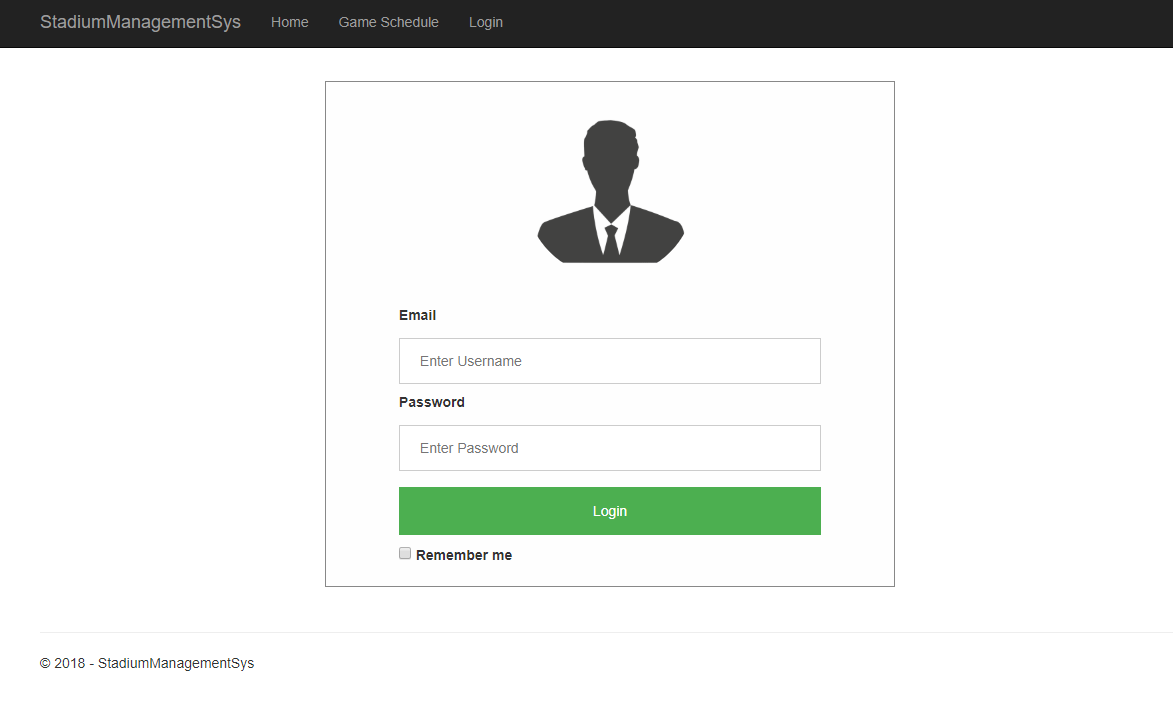 StadiumManagementSys Home Game Schedule Login
Email
Enter Username
Password
Enter Password
Login
Remember me
© 2018 - StadiumManagementSys